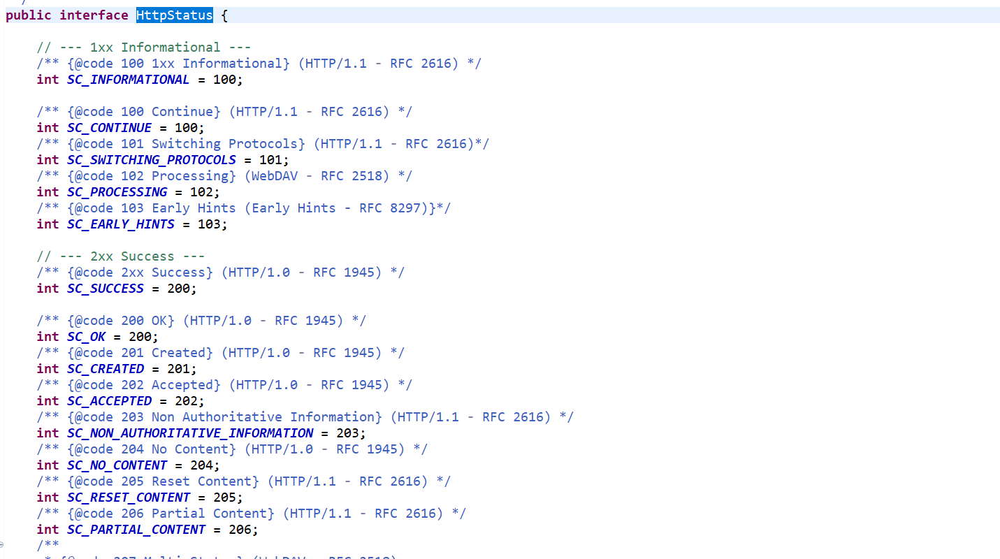 /
public interface HttpStatus {
// --- 1xx Informational ---
/** {@code 100 1xx Informational} (HTTP/1.1 - RFC 2616) */
int SC_INFORMATIONAL = 100;
/** {@code 100 Continue} (HTTP/1.1 - RFC 2616) */
int SC_CONTINUE = 100;
/** {@code 101 Switching Protocols} (HTTP/1.1 - RFC 2616)*/
int SC_SWITCHING_PROTOCOLS = 101;
/** {@code 102 Processing} (WebDAV - RFC 2518) */
int SC_PROCESSING = 102;
/** {@code 103 Early Hints (Early Hints - RFC 8297)}*/
int SC_EARLY_HINTS = 103;
// --- 2xx Success ---
/** {@code 2xx Success} (HTTP/1.0 - RFC 1945) */
int SC_SUCCESS = 200;
/** {@code 200 OK} (HTTP/1.0 - RFC 1945) */
int SC_OK = 200;
/** {@code 201 Created} (HTTP/1.0 - RFC 1945) */
int SC_CREATED = 201;
/** {@code 202 Accepted} (HTTP/1.0 - RFC 1945) */
int SC_ACCEPTED = 202;
/** {@code 203 Non Authoritative Information} (HTTP/1.1 - RFC 2616) */
int SC_NON_AUTHORITATIVE_INFORMATION = 203;
/** {@code 204 No Content} (HTTP/1.0 - RFC 1945) */
int SC_NO_CONTENT = 204;
/** {@code 205 Reset Content} (HTTP/1.1 - RFC 2616) */
int SC_RESET_CONTENT = 205;
/** {@code 206 Partial Content} (HTTP/1.1 - RFC 2616) */
int SC_PARTIAL_CONTENT = 206;
/**